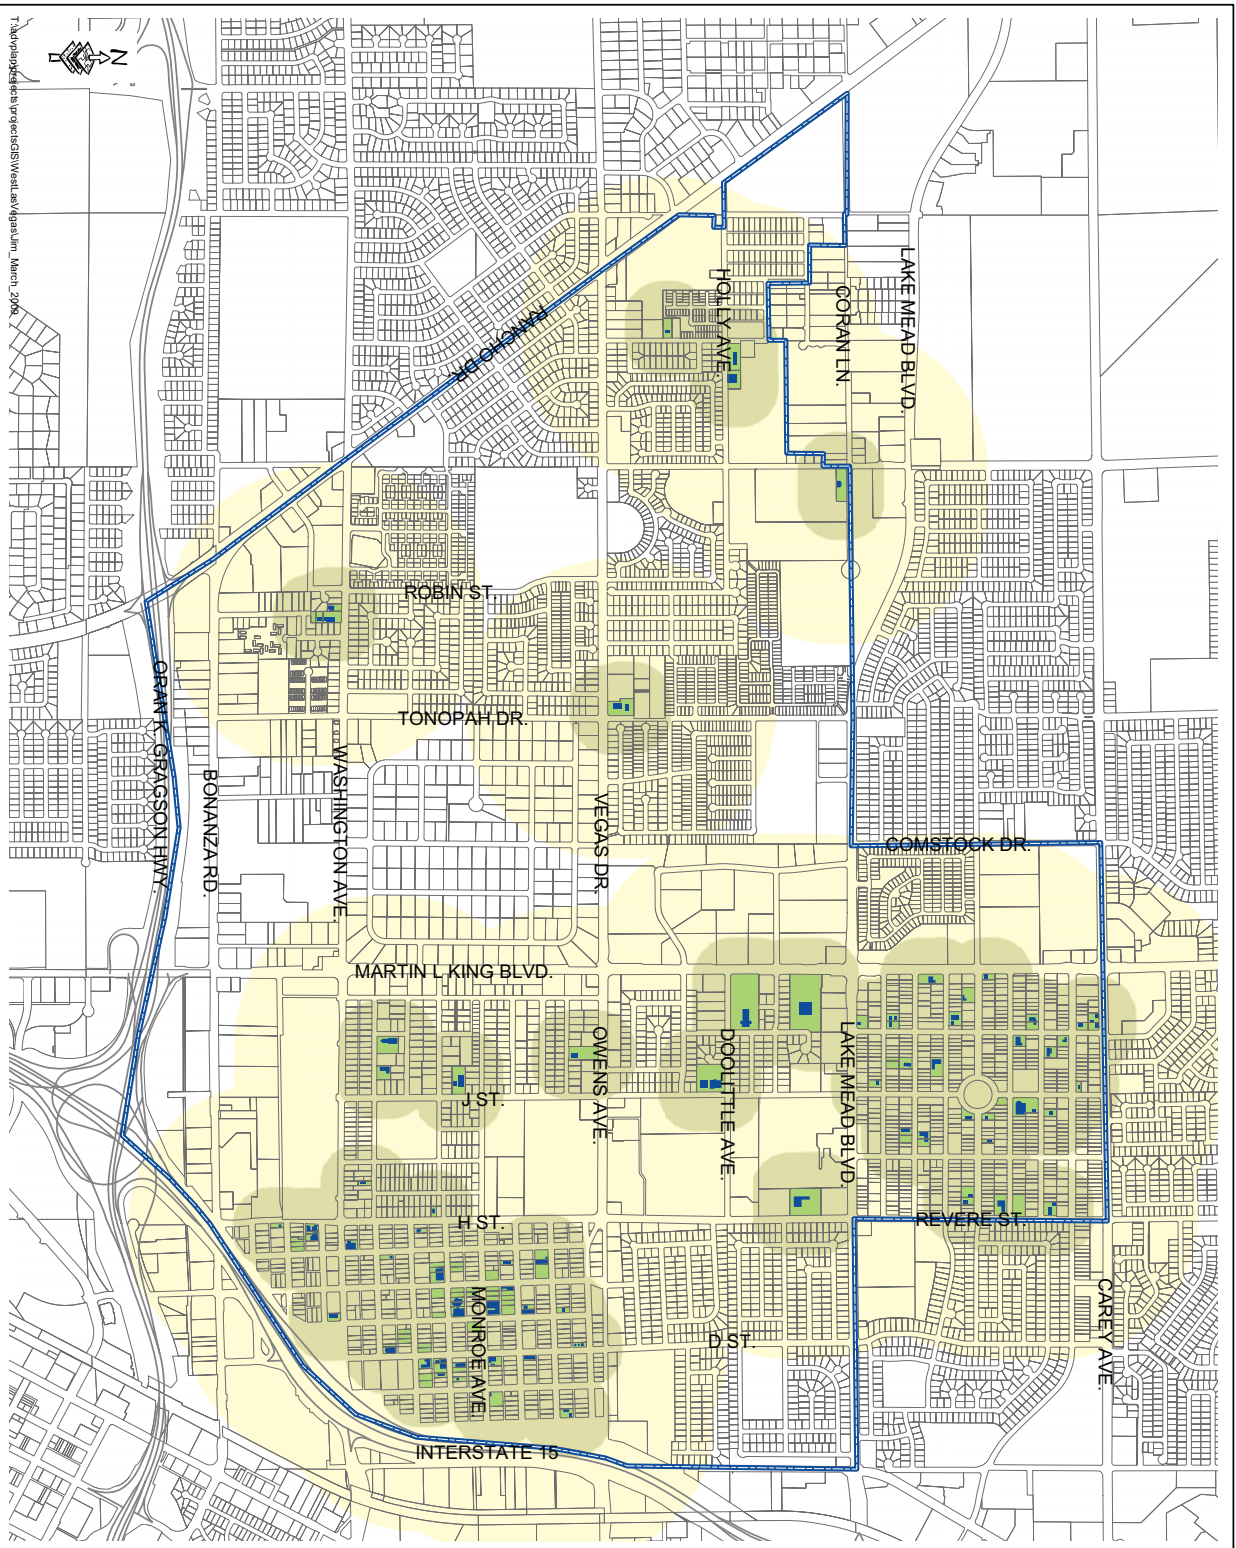 N
LAKE MEAD BLVD.
HOLLY AVE.
CORAN LN.
RANCHO DR.
ROBIN ST.
TONOPAH DR.
ORAN K. GRAGSON HWY.
BONANZA RD.
WASHINGTON AVE.
VEGAS DR.
COMSTOCK DR.
MARTIN L KING BLVD.
OWENS AVE.
DOOLITTLE AVE.
LAKE MEAD BLVD.
J ST.
H ST.
REVERE ST.
MONROE AVE.
D ST.
CAREY AVE.
INTERSTATE 15